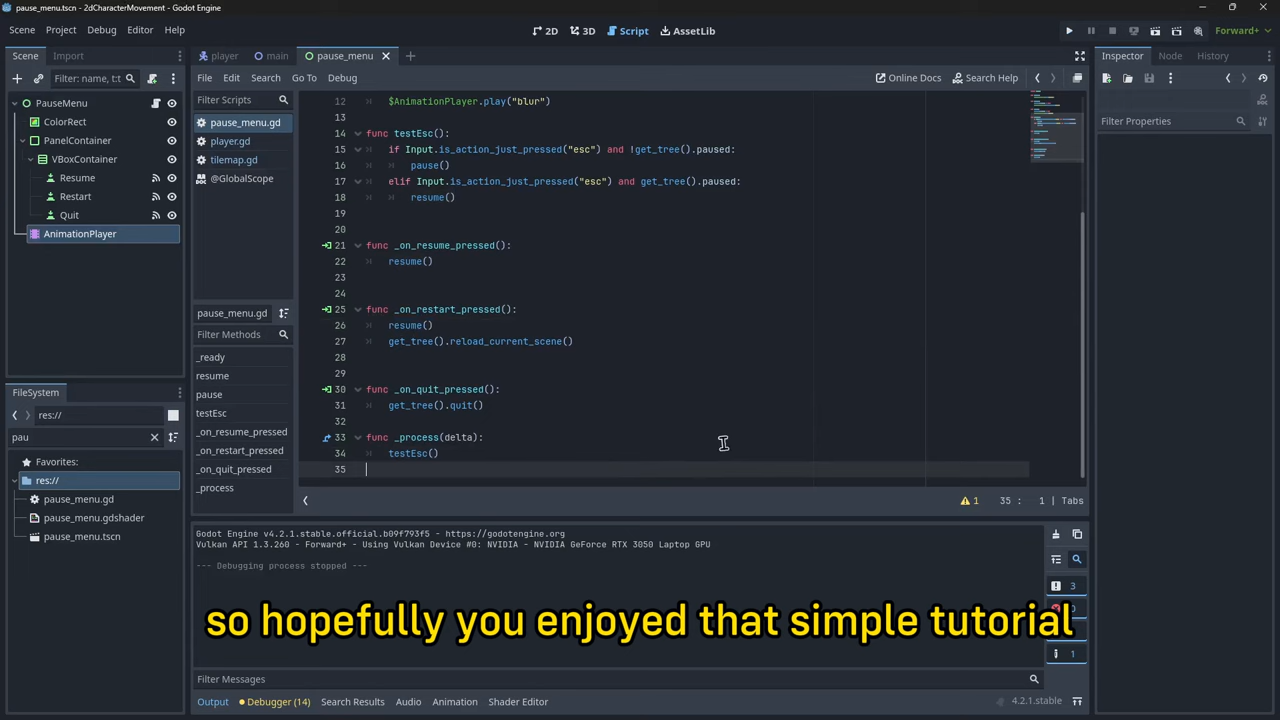 pause_menu.tscn - 2dCharacterMovement - Godot Engine
Scene Project Debug Editor Help
2D 3D Script AssetLib
Forward+
Scene Import
Filter: name, t:t
PauseMenu
ColorRect
PanelContainer
VBoxContainer
Resume
Restart
Quit
AnimationPlayer
FileSystem
res://
pau
Favorites:
res://
pause_menu.gd
pause_menu.gdshader
pause_menu.tscn
player main pause_menu
File Edit Search Go To Debug
Online Docs Search Help
Filter Scripts
pause_menu.gd
player.gd
tilemap.gd
@GlobalScope
pause_menu.gd
Filter Methods
_ready
resume
pause
testEsc
_on_resume_pressed
_on_restart_pressed
_on_quit_pressed
_process
12 $AnimationPlayer.play("blur")
13
14 func testEsc():
15 if Input.is_action_just_pressed("esc") and !get_tree().paused:
16 pause()
17 elif Input.is_action_just_pressed("esc") and get_tree().paused:
18 resume()
19
20
21 func _on_resume_pressed():
22 resume()
23
24
25 func _on_restart_pressed():
26 resume()
27 get_tree().reload_current_scene()
28
29
30 func _on_quit_pressed():
31 get_tree().quit()
32
33 func _process(delta):
34 testEsc()
35
1 35 : 1 | Tabs
Godot Engine v4.2.1.stable.official.b09f793f5 - https://godotengine.org
Vulkan API 1.3.260 - Forward+ - Using Vulkan Device #0: NVIDIA - NVIDIA GeForce RTX 3050 Laptop GPU
--- Debugging process stopped ---
3
0
1
so hopefully you enjoyed that simple tutorial
Filter Messages
Output Debugger (14) Search Results Audio Animation Shader Editor
4.2.1.stable
Inspector Node History
Filter Properties